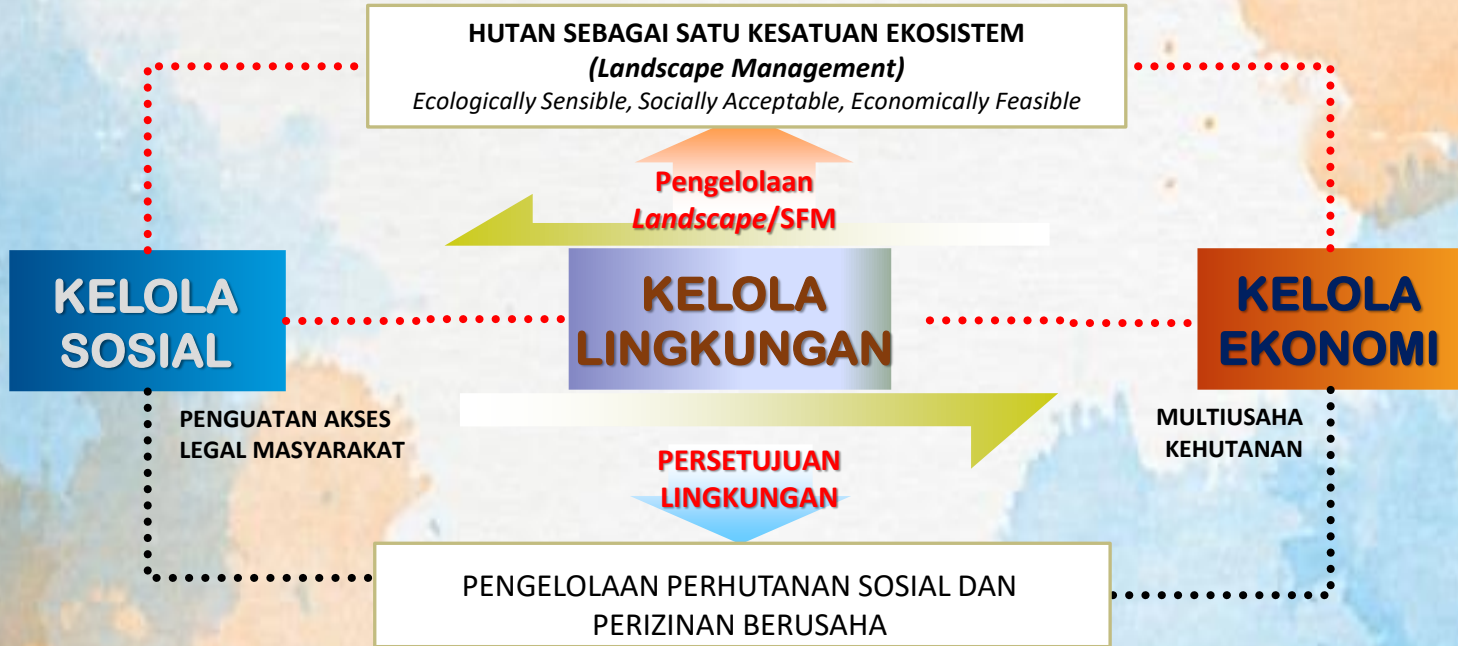 HUTAN SEBAGAI SATU KESATUAN EKOSISTEM
(Landscape Management)
Ecologically Sensible, Socially Acceptable, Economically Feasible
Pengelolaan
Landscape/SFM
KELOLA
SOSIAL
KELOLA
LINGKUNGAN
KELOLA
EKONOMI
PENGUATAN AKSES
LEGAL MASYARAKAT
MULTIUSAHA
KEHUTANAN
PERSETUJUAN
LINGKUNGAN
PENGELOLAAN PERHUTANAN SOSIAL DAN
PERIZINAN BERUSAHA